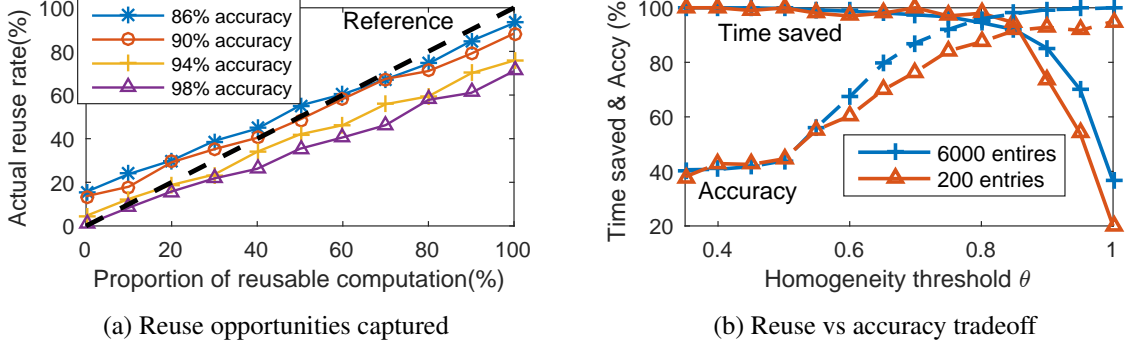 86% accuracy
90% accuracy
94% accuracy
98% accuracy
Reference
Actual reuse rate(%)
100
80
60
40
20
0
0 20 40 60 80 100
Proportion of reusable computation(%)
(a) Reuse opportunities captured
Time saved & Accy (%
100
80
60
40
20
Time saved
Accuracy
6000 entires
200 entries
0.4 0.6 0.8 1
Homogeneity threshold θ
(b) Reuse vs accuracy tradeoff